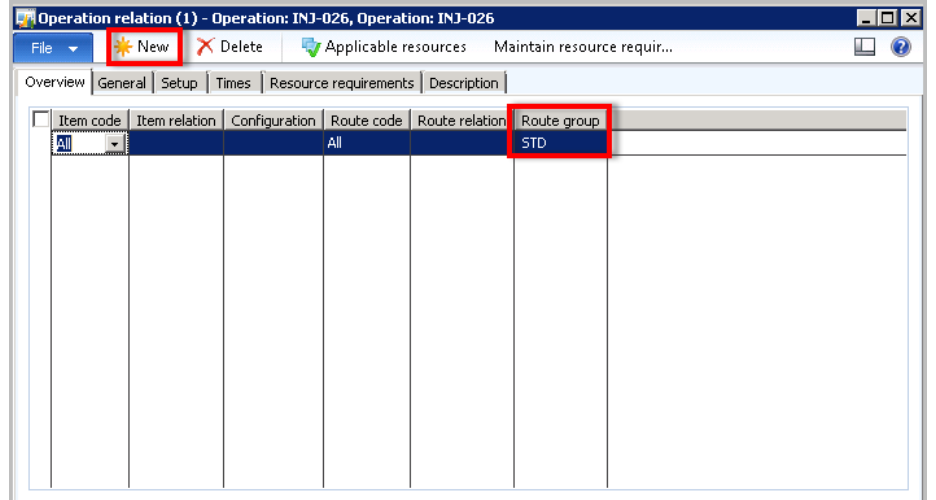 Operation relation (1) - Operation: INJ-026, Operation: INJ-026
File New Delete Applicable resources Maintain resource requir...
Overview General Setup Times Resource requirements Description
Item code Item relation Configuration Route code Route relation Route group
All All STD